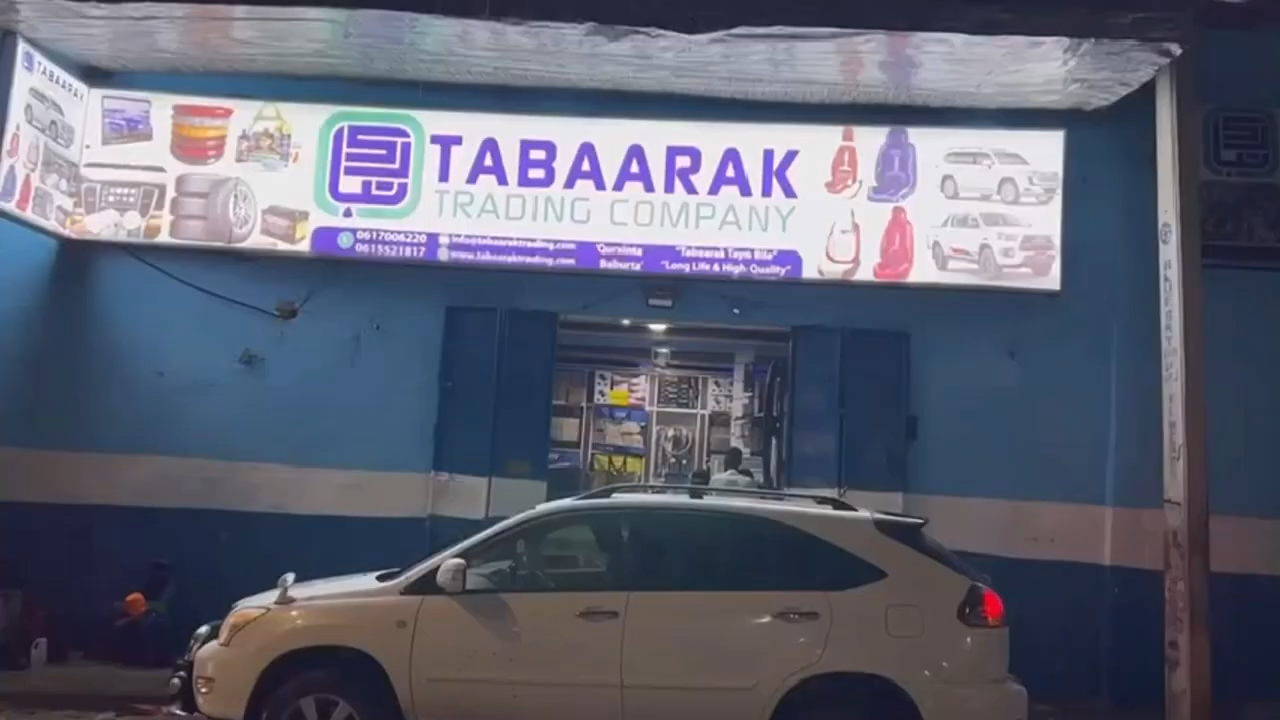 TABAARAK
TABAARAK
TRADING COMPANY
0617006220
0615521817
info@tabaaraktrading.com
www.tabaaraktrading.com
'Qurxinta
Baburta'
"Tabaarak Tayo Bila"
"Long Life & High Quality"